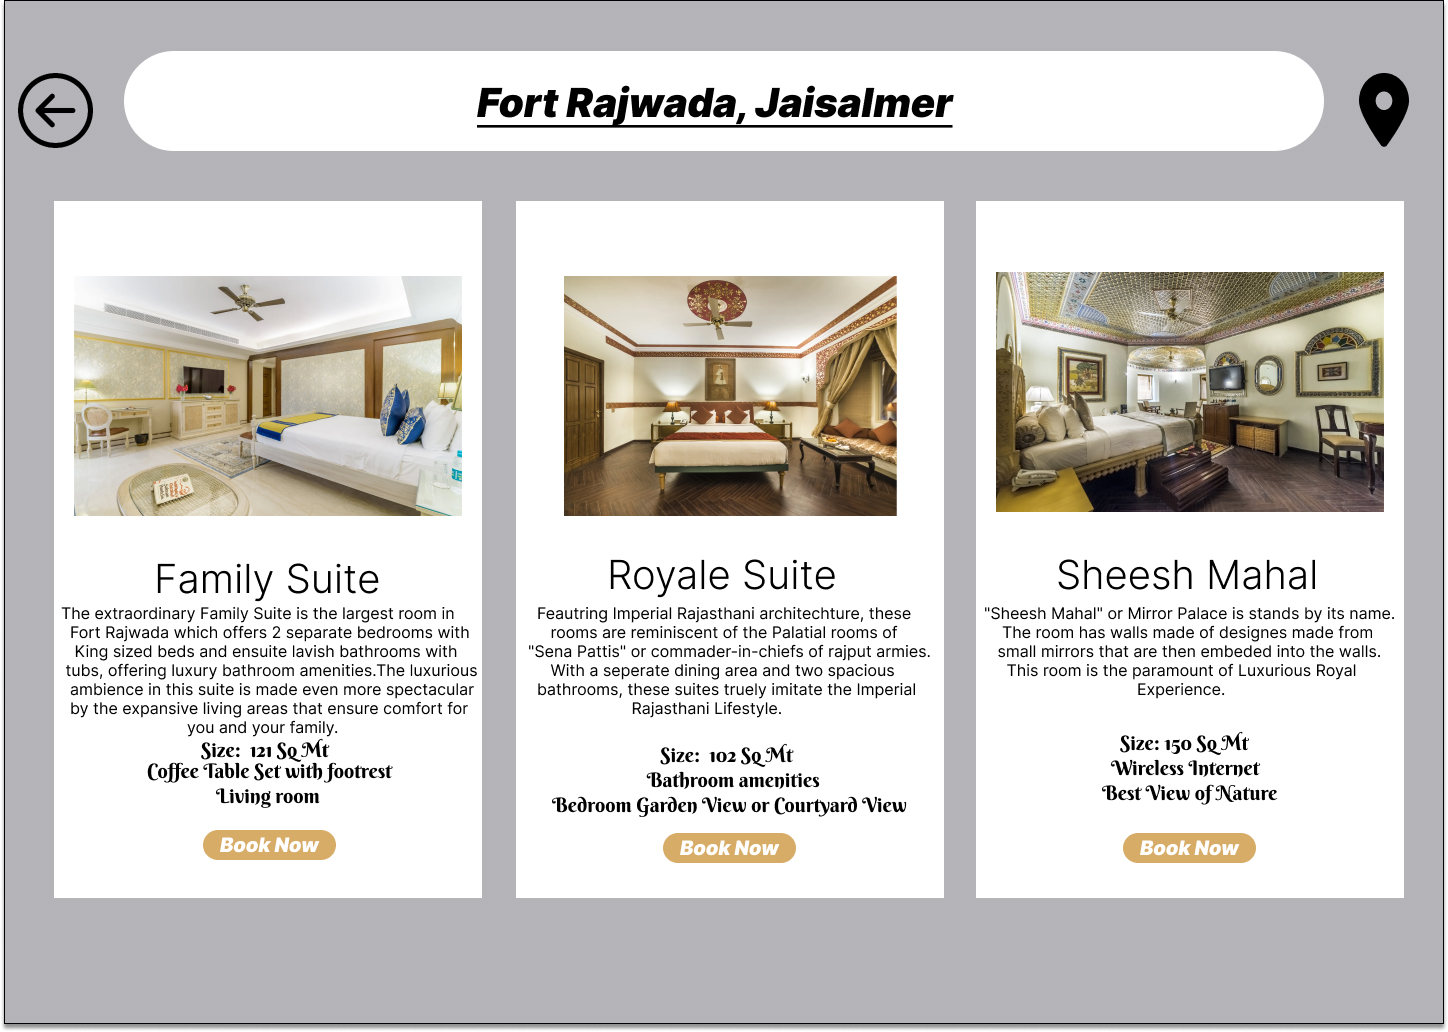 Fort Rajwada, Jaisalmer
Family Suite
The extraordinary Family Suite is the largest room in
Fort Rajwada which offers 2 separate bedrooms with
King sized beds and ensuite lavish bathrooms with
tubs, offering luxury bathroom amenities.The luxurious
ambience in this suite is made even more spectacular
by the expansive living areas that ensure comfort for
you and your family.
Size: 121 Sq Mt
Coffee Table Set with footrest
Living room
Book Now
Royale Suite
Feautring Imperial Rajasthani architechture, these
rooms are reminiscent of the Palatial rooms of
"Sena Pattis" or commader-in-chiefs of rajput armies.
With a seperate dining area and two spacious
bathrooms, these suites truely imitate the Imperial
Rajasthani Lifestyle.
Size: 102 Sq Mt
Bathroom amenities
Bedroom Garden View or Courtyard View
Book Now
Sheesh Mahal
"Sheesh Mahal" or Mirror Palace is stands by its name.
The room has walls made of designes made from
small mirrors that are then embeded into the walls.
This room is the paramount of Luxurious Royal
Experience.
Size: 150 Sq Mt
Wireless Internet
Best View of Nature
Book Now